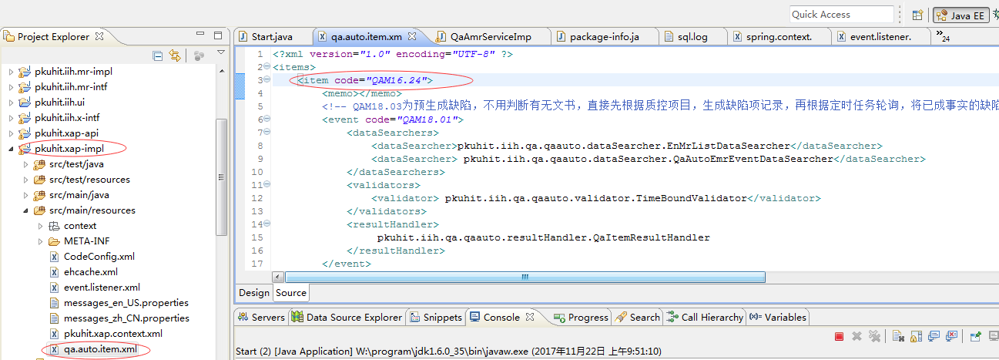 Quick Access
Java EE
Project Explorer
pkuhit.iih.mr-impl
pkuhit.iih.mr-intf
pkuhit.iih.ui
pkuhit.iih.x-intf
pkuhit.xap-api
pkuhit.xap-impl
src/test/java
src/test/resources
src/main/java
src/main/resources
context
META-INF
CodeConfig.xml
ehcache.xml
event.listener.xml
messages_en_US.properties
messages_zh_CN.properties
pkuhit.xap.context.xml
qa.auto.item.xml
Start.java qa.auto.item.xm QaAmrServiceImp package-info.ja sql.log spring.context. event.listener. »24
1 <?xml version="1.0" encoding="UTF-8" ?>
2 <items>
3 <item code="QAM16.24">
4 <memo></memo>
5 <!-- QAM18.03为预生成缺陷，不用判断有无文书，直接先根据质控项目，生成缺陷项记录，再根据定时任务轮询，将已成事实的缺陷
6 <event code="QAM18.01">
7 <dataSearchers>
8 <dataSearcher>pkuhit.iih.qa.qaauto.dataSearcher.EnMrListDataSearcher</dataSearcher>
9 <dataSearcher> pkuhit.iih.qa.qaauto.dataSearcher.QaAutoEmrEventDataSearcher</dataSearcher>
10 </dataSearchers>
11 <validators>
12 <validator> pkuhit.iih.qa.qaauto.validator.TimeBoundValidator</validator>
13 </validators>
14 <resultHandler>
15 pkuhit.iih.qa.qaauto.resultHandler.QaItemResultHandler
16 </resultHandler>
17 </event>
Design Source
Servers Data Source Explorer Snippets Console Progress Search Call Hierarchy (x)= Variables
Start (2) [Java Application] W:\program\jdk1.6.0_35\bin\javaw.exe (2017年11月22日 上午9:51:10)